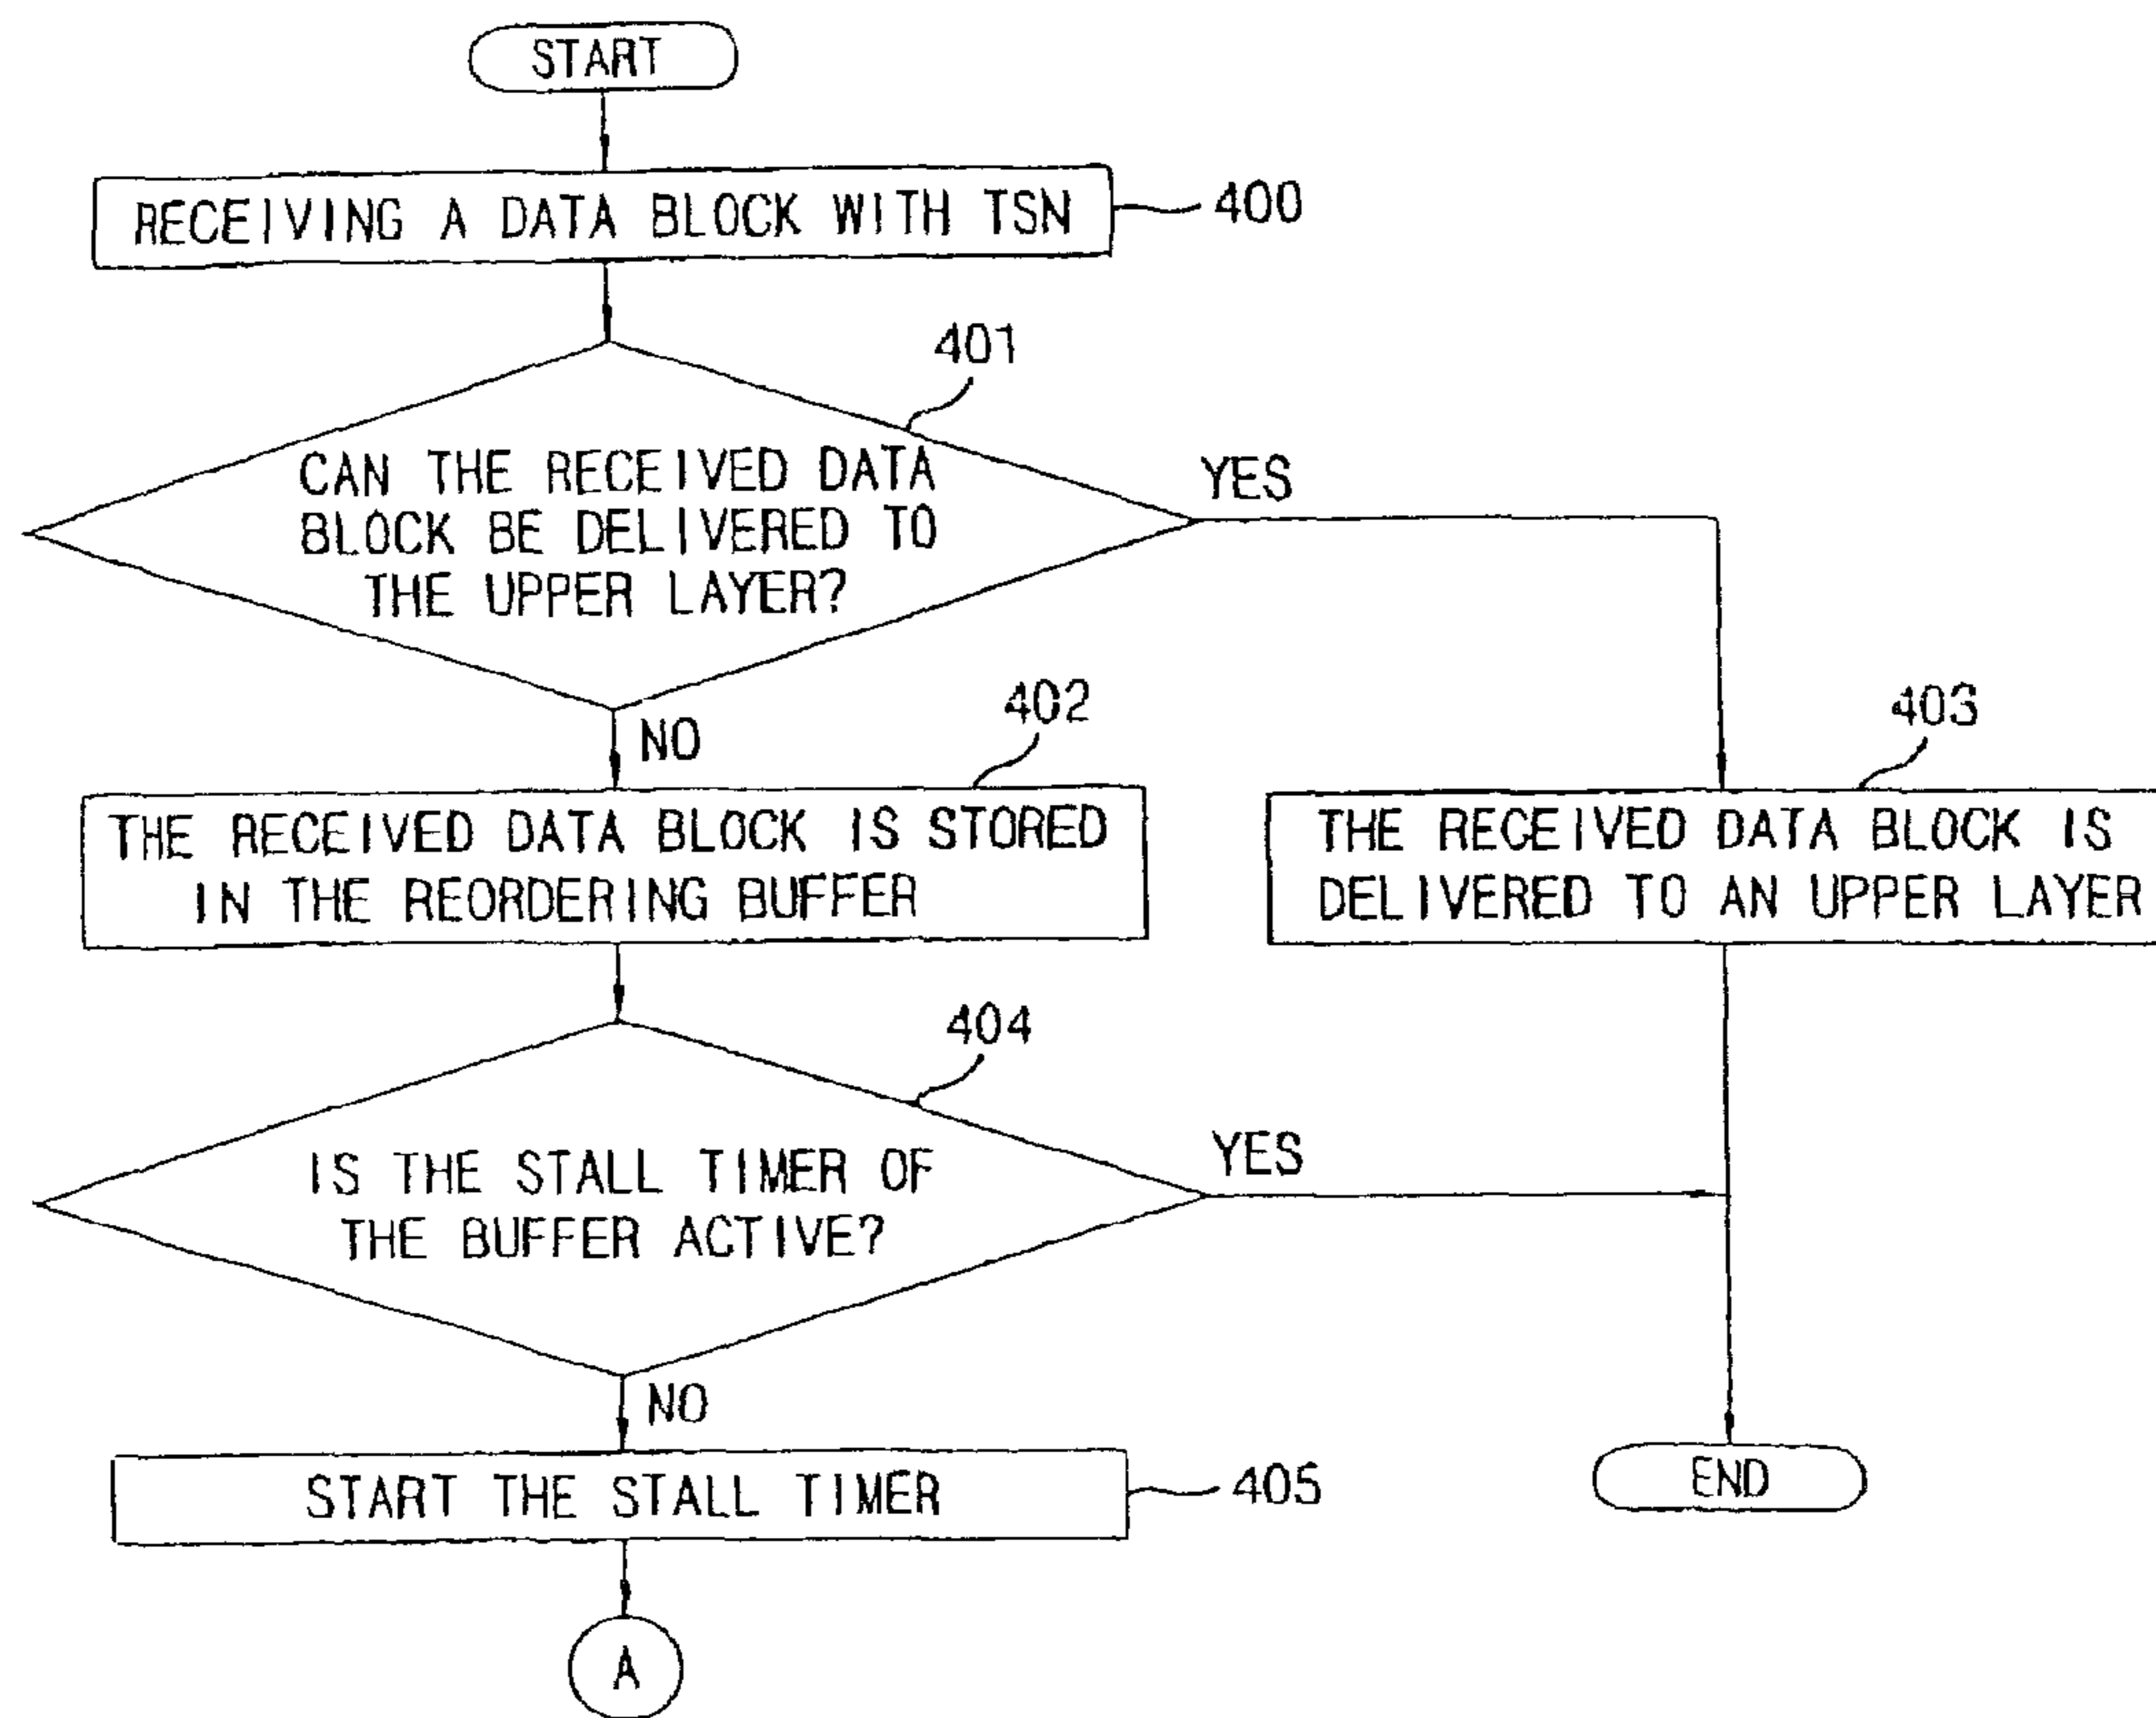 START
RECEIVING A DATA BLOCK WITH TSN
400
401
CAN THE RECEIVED DATA
BLOCK BE DELIVERED TO
THE UPPER LAYER?
YES
NO
402
THE RECEIVED DATA BLOCK IS STORED
IN THE REORDERING BUFFER
403
THE RECEIVED DATA BLOCK IS
DELIVERED TO AN UPPER LAYER
404
IS THE STALL TIMER OF
THE BUFFER ACTIVE?
YES
NO
START THE STALL TIMER
405
END
A